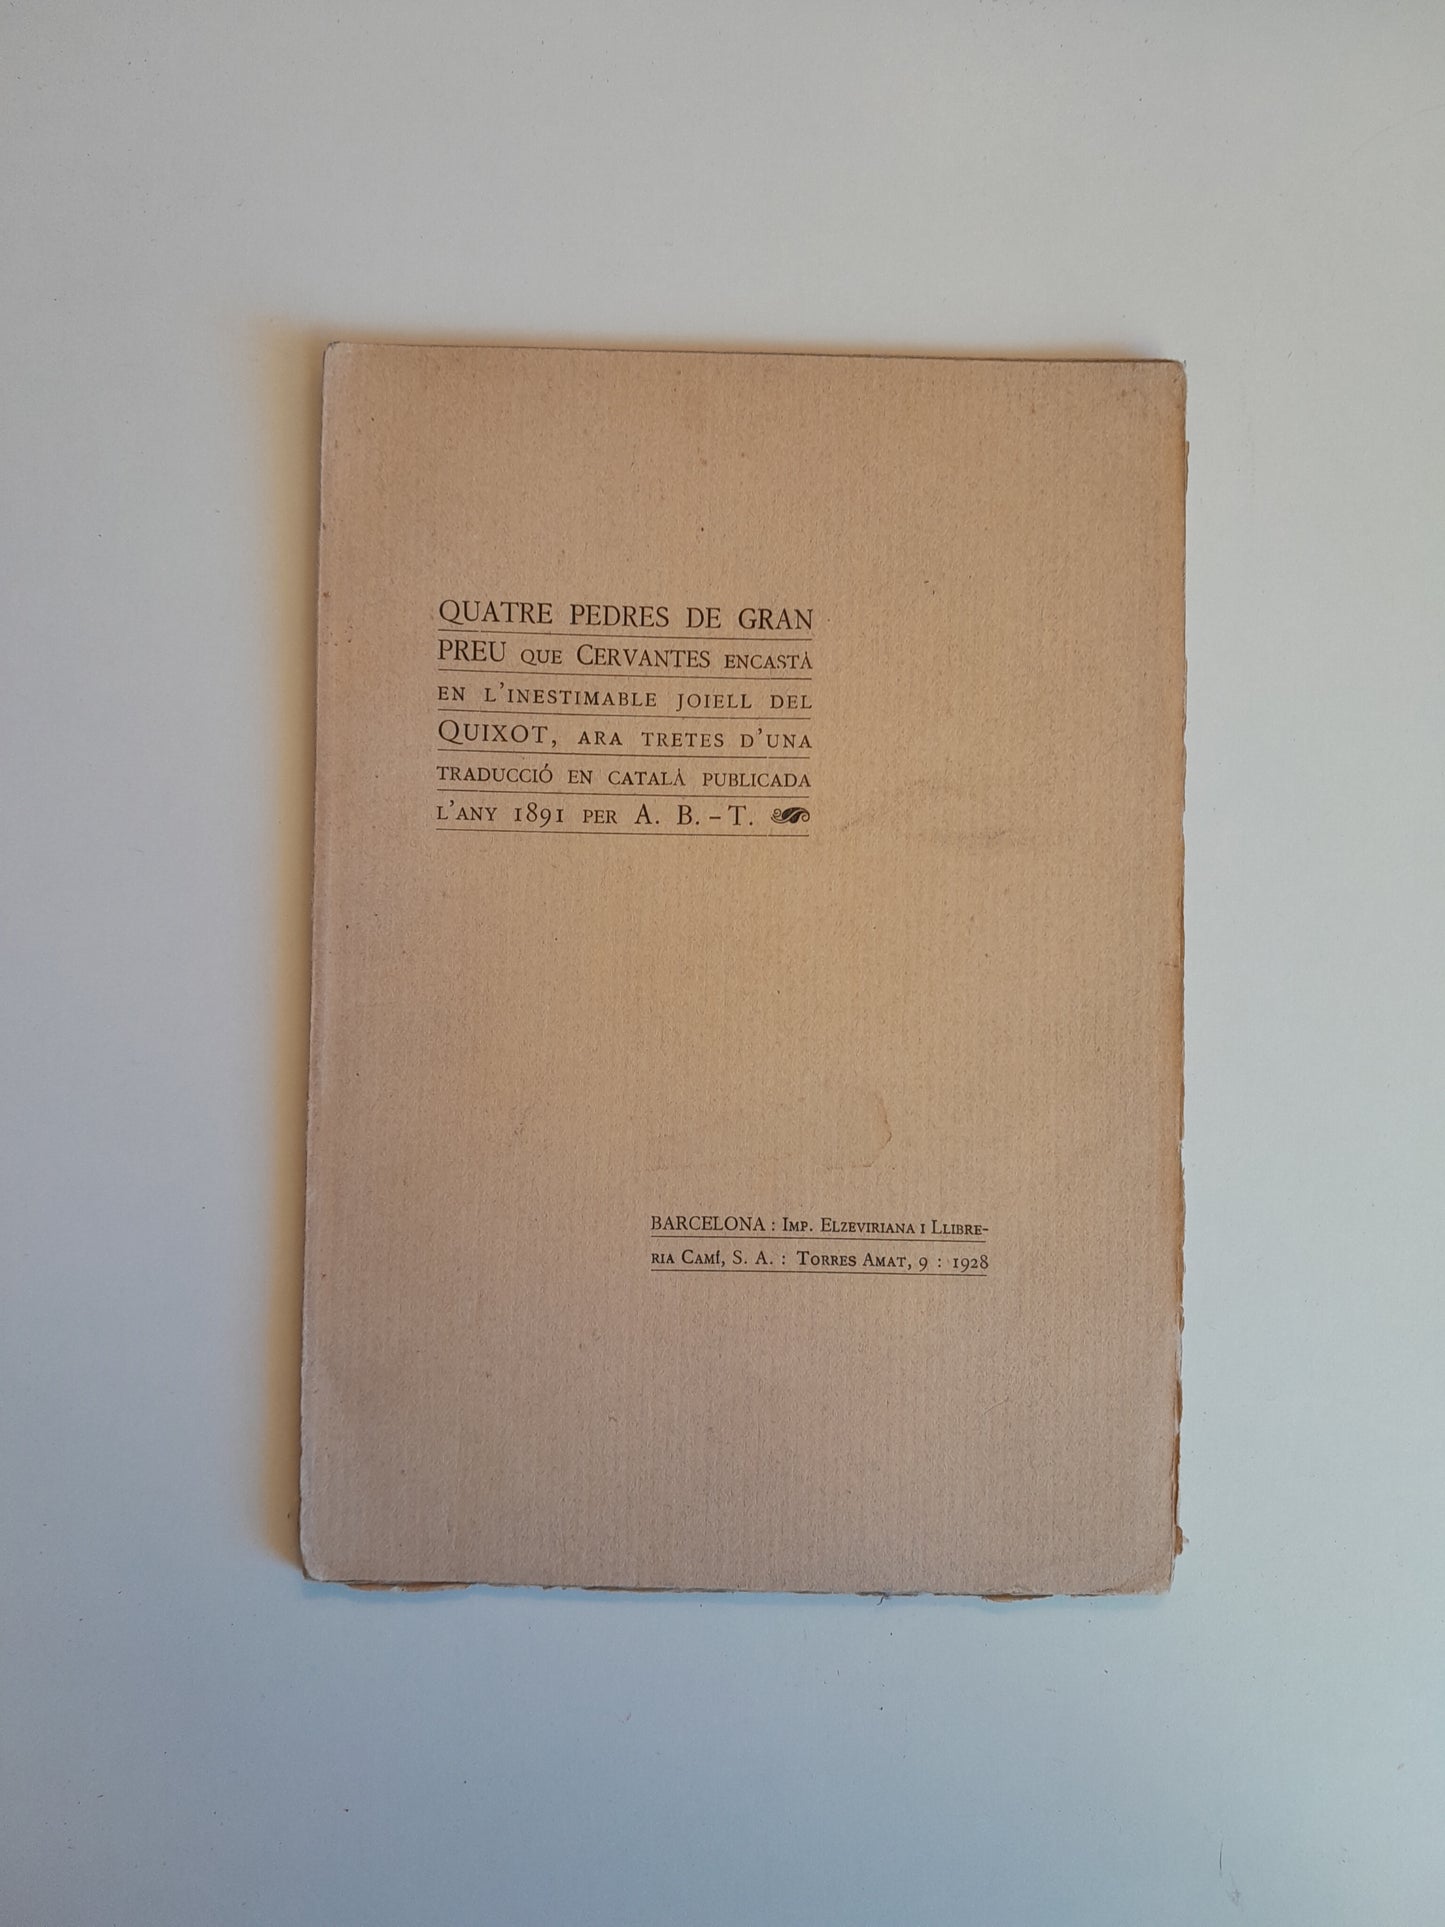 QUATRE PEDRES DE GRAN
PREU QUE CERVANTES ENCASTÀ
EN L'INESTIMABLE JOIELL DEL
QUIXOT, ARA TRETES D'UNA
TRADUCCIÓ EN CATALÀ PUBLICADA
L'ANY 1891 PER A. B.-T.
BARCELONA : IMP. ELZEVIRIANA I LLIBRE-
RIA CAMÍ, S. A. : TORRES AMAT, 9 : 1928